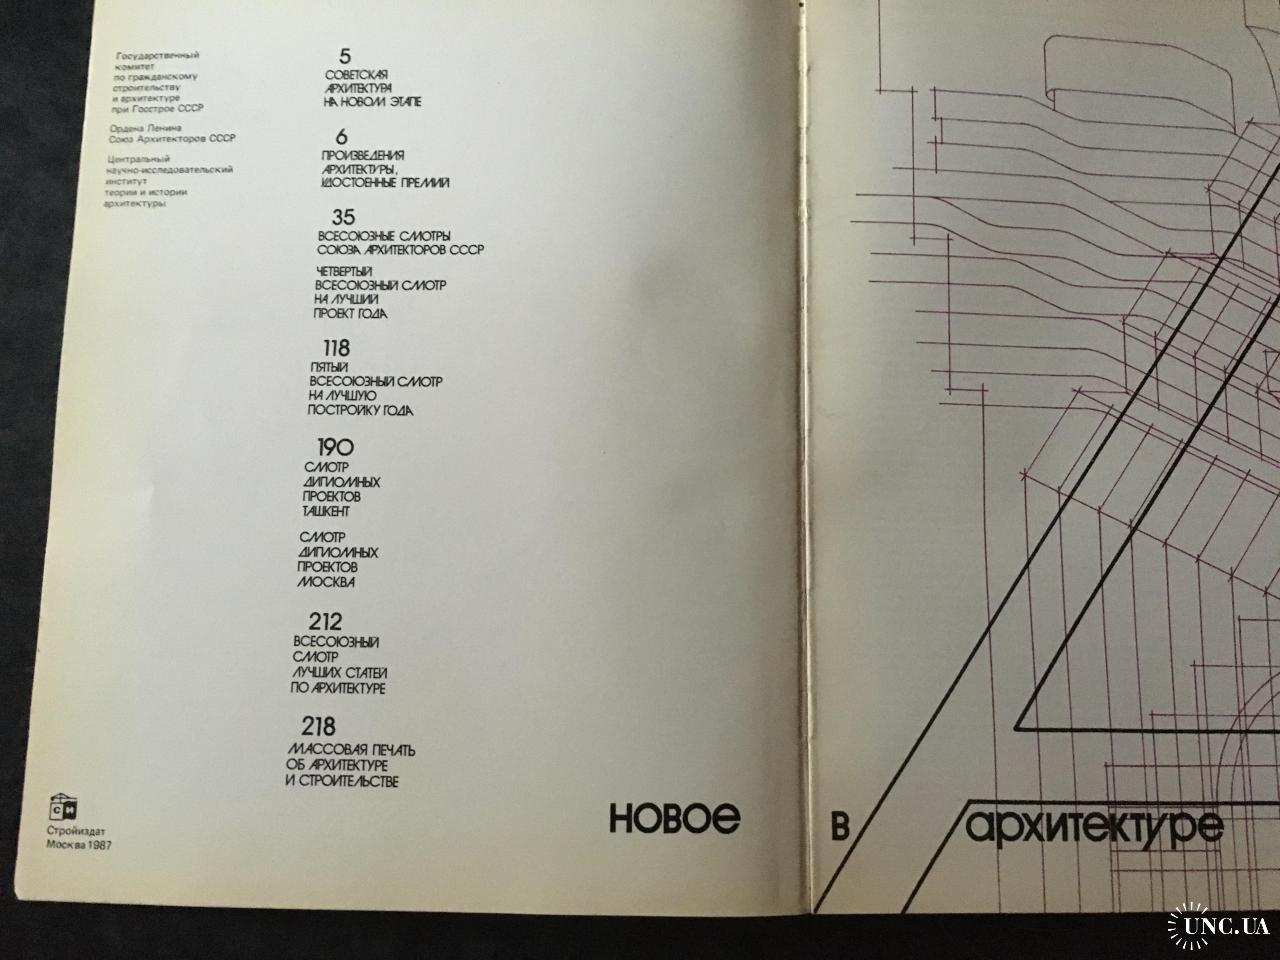 Государственный
комитет
по гражданскому
строительству
и архитектуре
при Госстрое СССР
Ордена Ленина
Союз Архитекторов СССР
Центральный
научно-исследовательский
институт
теории и истории
архитектуры
5
СОВЕТСКАЯ
АРХИТЕКТУРА
НА НОВОМ ЭТАПЕ
6
ПРОИЗВЕДЕНИЯ
АРХИТЕКТУРЫ,
УДОСТОЕННЫЕ ПРЕМИЙ
35
ВСЕСОЮЗНЫЕ СМОТРЫ
СОЮЗА АРХИТЕКТОРОВ СССР
ЧЕТВЕРТЫЙ
ВСЕСОЮЗНЫЙ СМОТР
НА ЛУЧШИЙ
ПРОЕКТ ГОДА
118
ПЯТЫЙ
ВСЕСОЮЗНЫЙ СМОТР
НА ЛУЧШУЮ
ПОСТРОЙКУ ГОДА
190
СМОТР
ДИПЛОМНЫХ
ПРОЕКТОВ
ТАШКЕНТ
СМОТР
ДИПЛОМНЫХ
ПРОЕКТОВ
МОСКВА
212
ВСЕСОЮЗНЫЙ
СМОТР
ЛУЧШИХ СТАТЕЙ
ПО АРХИТЕКТУРЕ
218
МАССОВАЯ ПЕЧАТЬ
ОБ АРХИТЕКТУРЕ
И СТРОИТЕЛЬСТВЕ
СИ
Стройиздат
Москва 1987
новое в архитектуре
UNC.UA